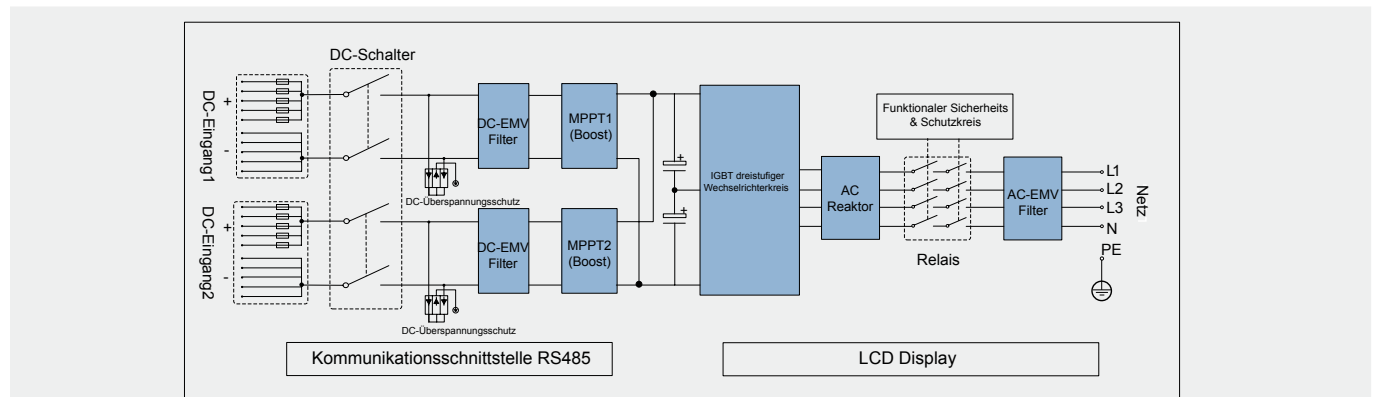 DC-Schalter
DC-Eingang1
+
-
DC-EMV
Filter
MPPT1
(Boost)
DC-Überspannungsschutz
+
+
IGBT dreistufiger
Wechselrichterkreis
AC
Reaktor
Funktionaler Sicherheits
& Schutzkreis
Relais
AC-EMV
Filter
L1
L2
L3
N
PE
Netz
DC-Eingang2
+
-
DC-EMV
Filter
MPPT2
(Boost)
DC-Überspannungsschutz
Kommunikationsschnittstelle RS485
LCD Display